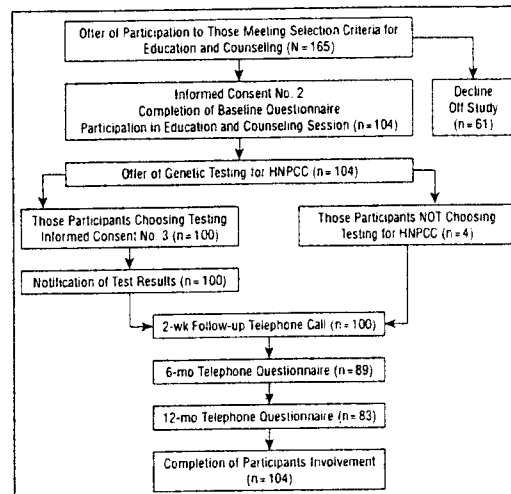 Offer of Participation to Those Meeting Selection Criteria for
Education and Counseling (N = 165)
Informed Consent No. 2
Completion of Baseline Questionnaire
Participation in Education and Counseling Session (n = 104)
Decline
Off Study
(n = 61)
Offer of Genetic Testing for HNPCC (n = 104)
Those Participants Choosing Testing
Informed Consent No. 3 (n = 100)
Those Participants NOT Choosing
Testing for HNPCC (n = 4)
Notification of Test Results (n = 100)
2-wk Follow-up Telephone Call (n = 100)
6-mo Telephone Questionnaire (n = 89)
12-mo Telephone Questionnaire (n = 83)
Completion of Participants Involvement
(n = 104)